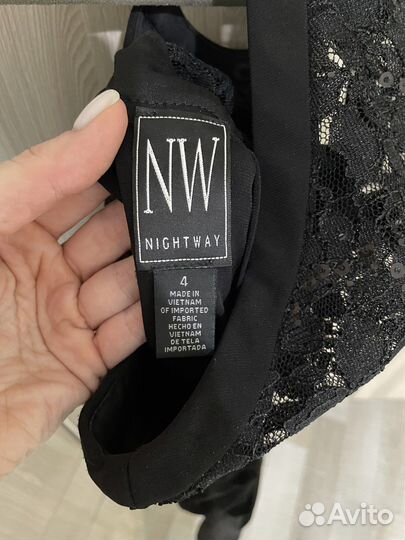 NW
NIGHTWAY
4
MADE IN
VIETNAM
OF IMPORTED
FABRIC
HECHO EN
VIETNAM
DE TELA
IMPORTADA
Avito